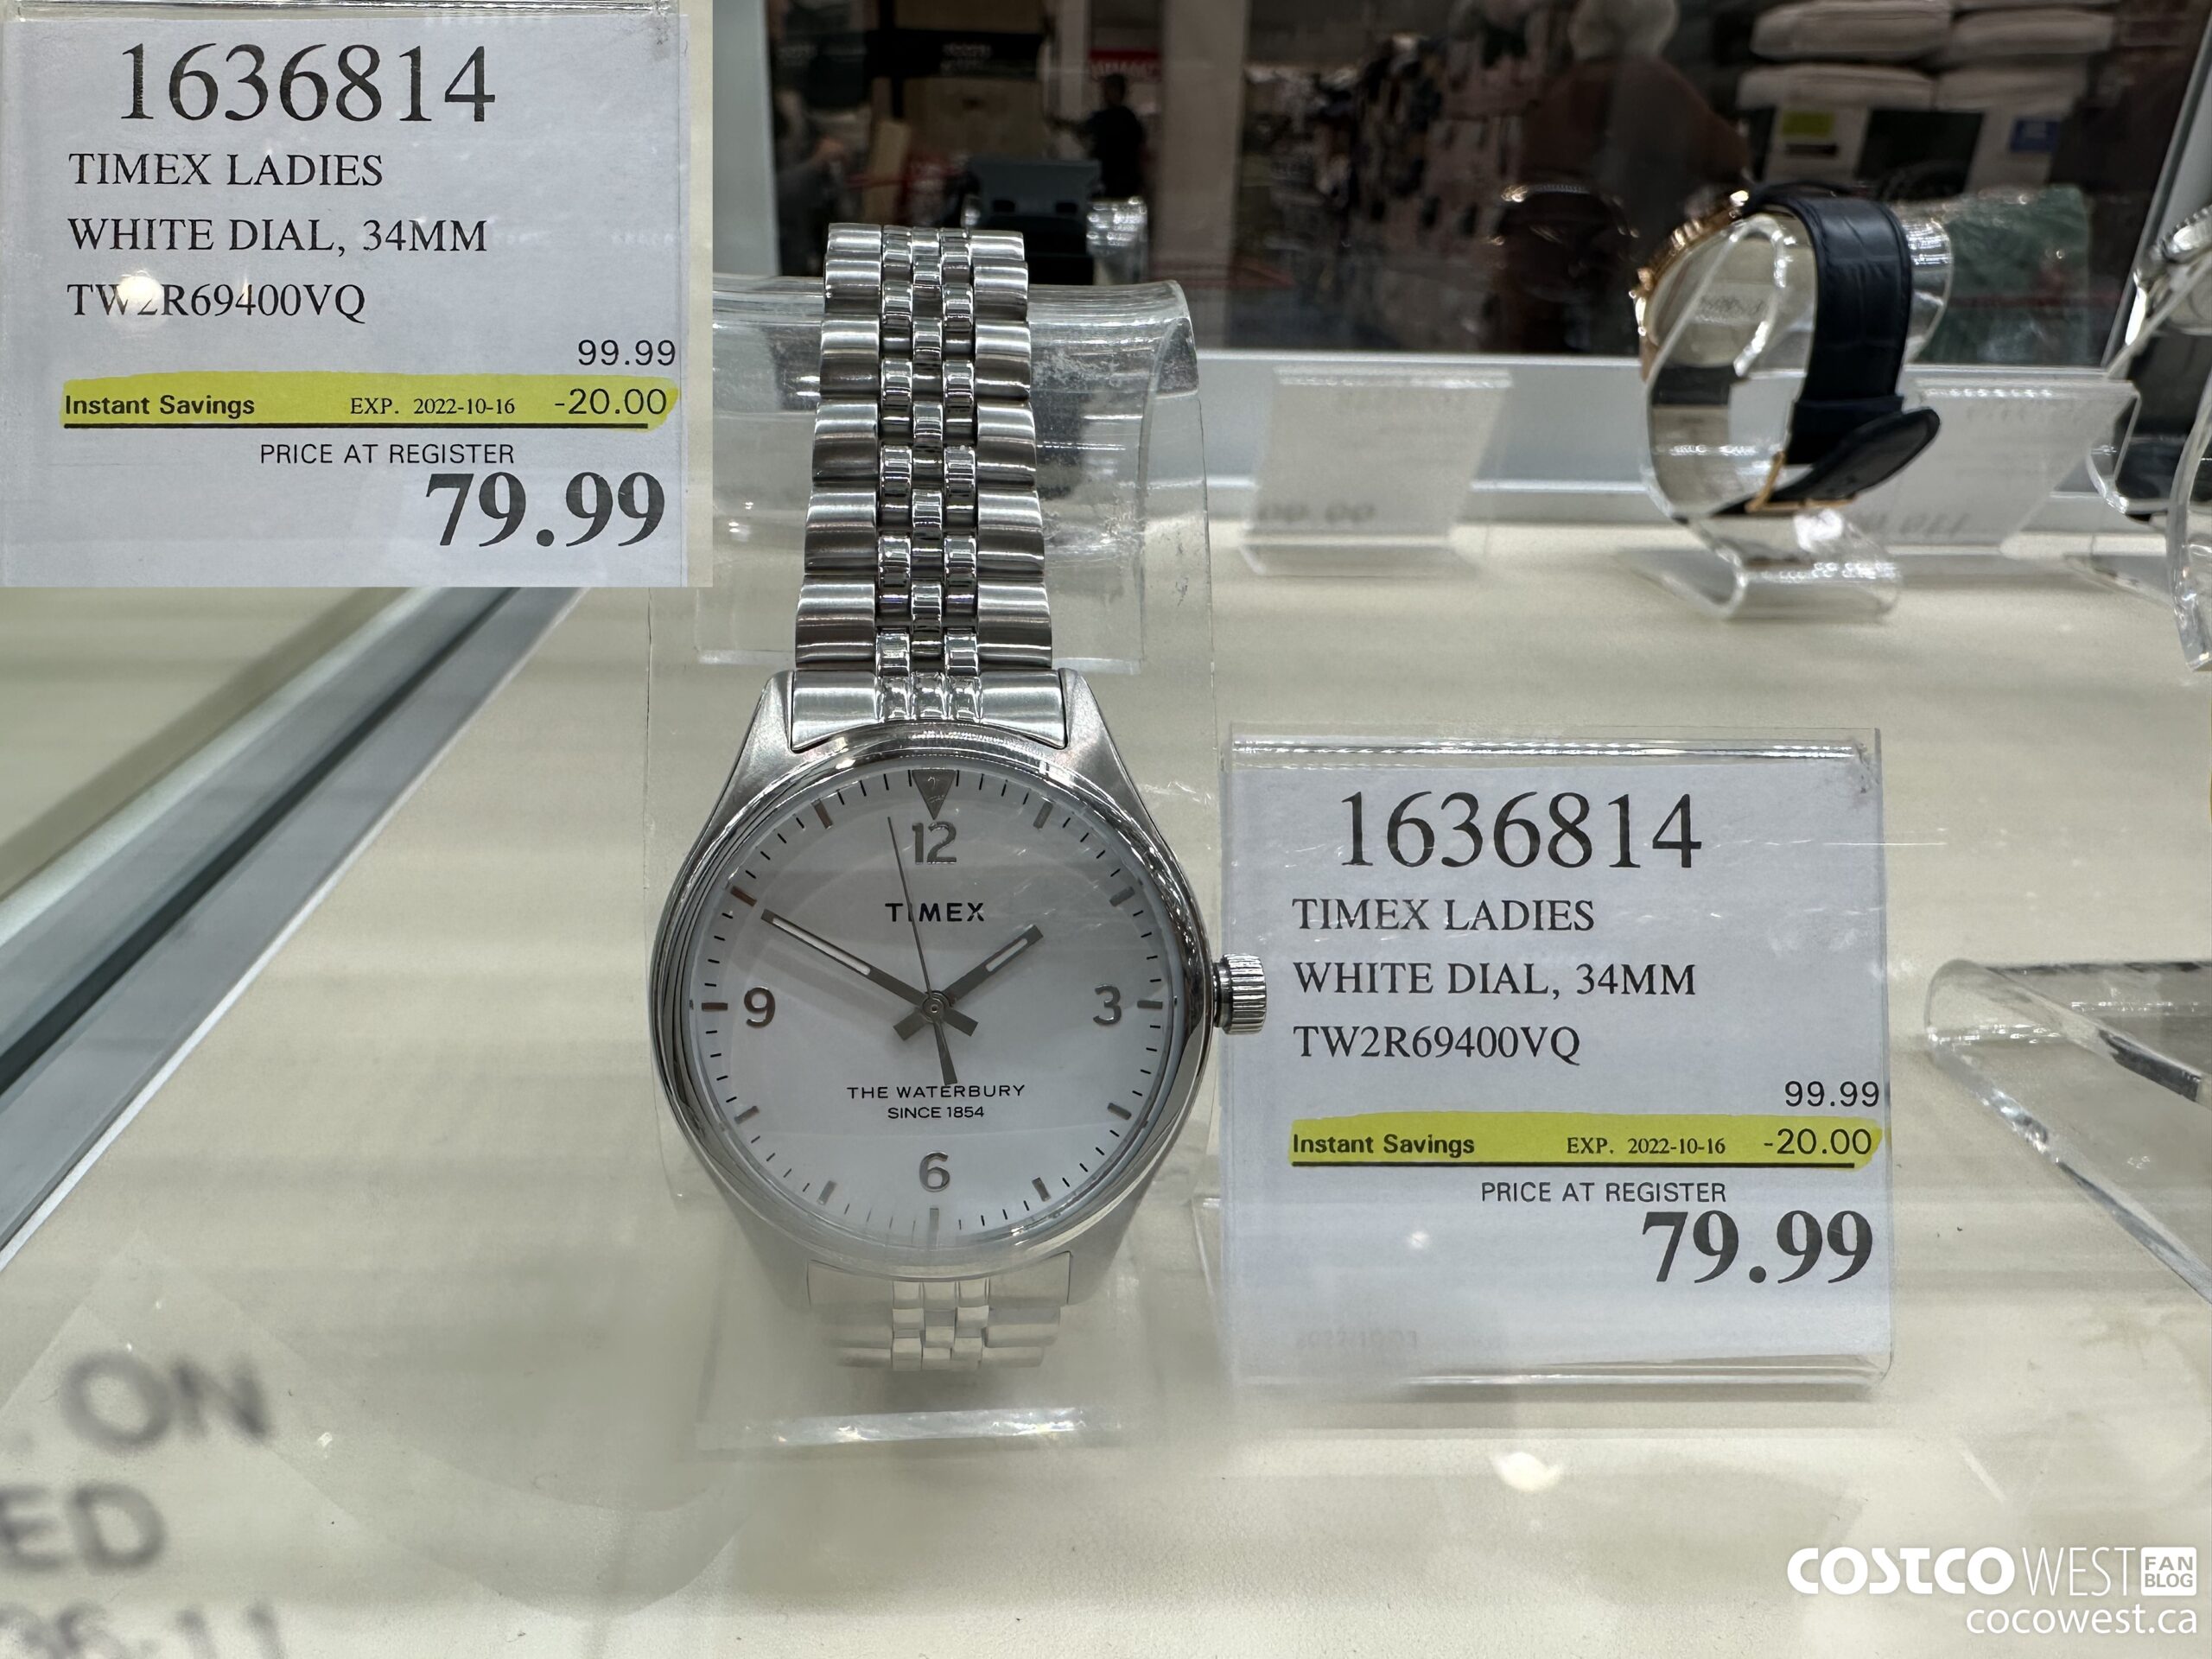 1636814
TIMEX LADIES
WHITE DIAL, 34MM
TW2R69400VQ
99.99
Instant Savings EXP. 2022-10-16 -20.00
PRICE AT REGISTER
79.99
12
TIMEX
9 3
THE WATERBURY
SINCE 1854
6
1636814
TIMEX LADIES
WHITE DIAL, 34MM
TW2R69400VQ
99.99
Instant Savings EXP. 2022-10-16 -20.00
PRICE AT REGISTER
79.99
ON
ED
COSTCO WEST FAN BLOG
cocowest.ca